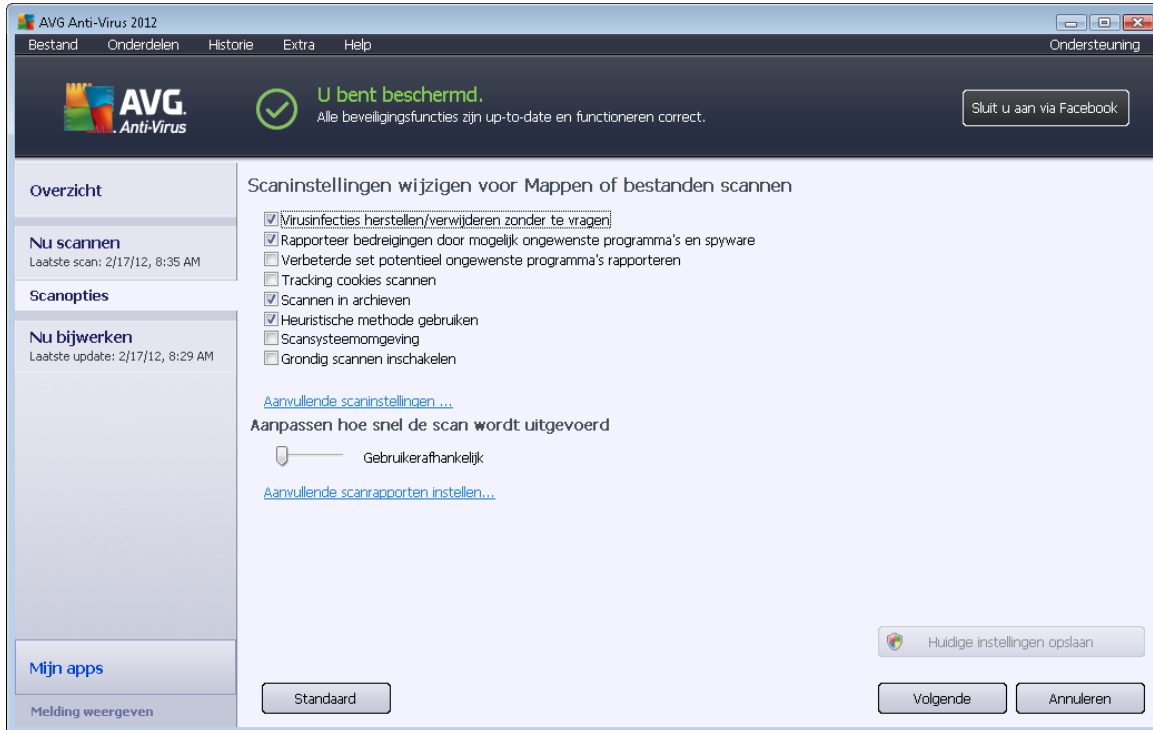 AVG Anti-Virus 2012
Bestand Onderdelen Historie Extra Help Ondersteuning
AVG.
Anti-Virus
U bent beschermd.
Alle beveiligingsfuncties zijn up-to-date en functioneren correct.
Sluit u aan via Facebook
Overzicht
Nu scannen
Laatste scan: 2/17/12, 8:35 AM
Scanopties
Nu bijwerken
Laatste update: 2/17/12, 8:29 AM
Mijn apps
Melding weergeven
Scaninstellingen wijzigen voor Mappen of bestanden scannen
Virusinfecties herstellen/verwijderen zonder te vragen
Rapporteer bedreigingen door mogelijk ongewenste programma's en spyware
Verbeterde set potentieel ongewenste programma's rapporteren
Tracking cookies scannen
Scannen in archieven
Heuristische methode gebruiken
Scansysteemomgeving
Grondig scannen inschakelen
Aanvullende scaninstellingen ...
Aanpassen hoe snel de scan wordt uitgevoerd
Gebruikerafhankelijk
Aanvullende scanrapporten instellen...
Huidige instellingen opslaan
Standaard
Volgende
Annuleren